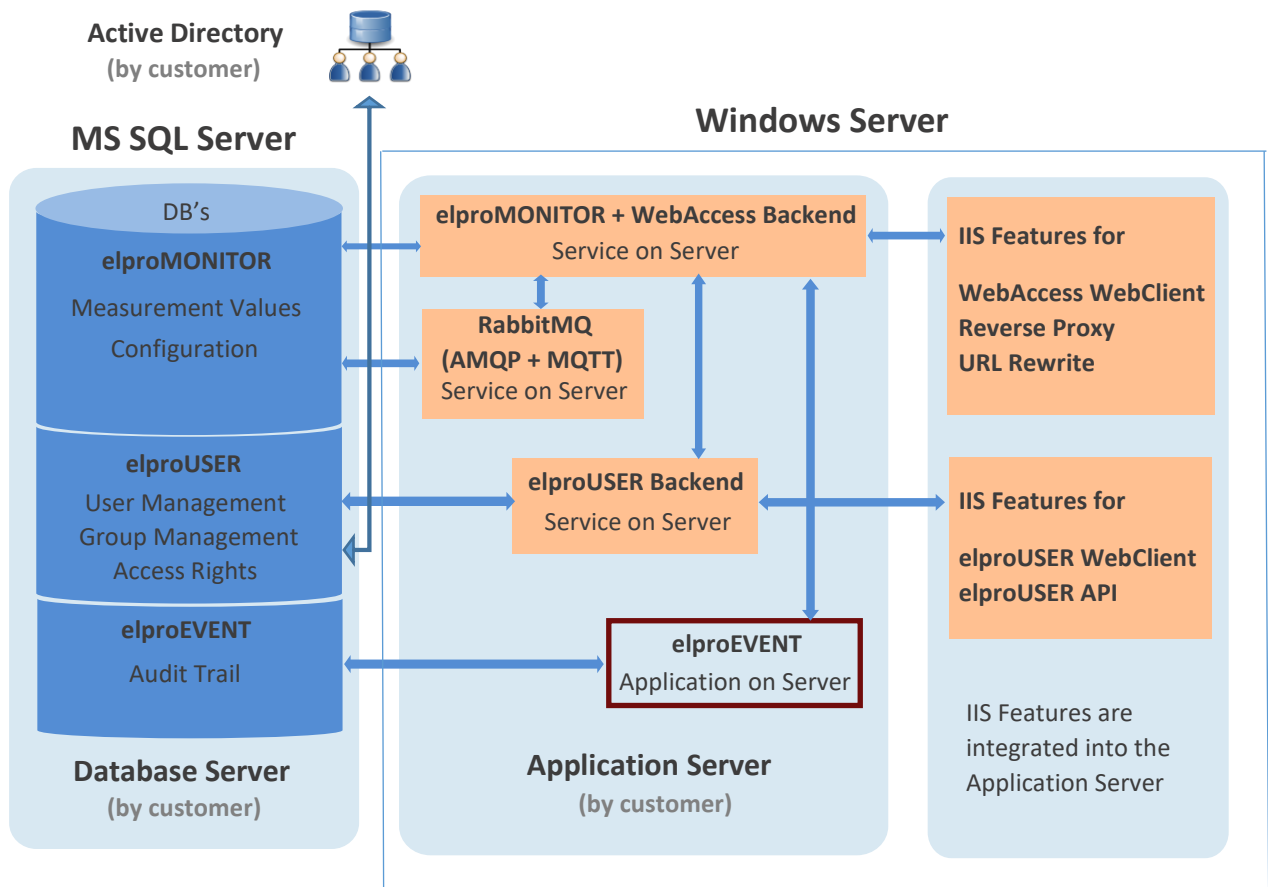 Active Directory
(by customer)
MS SQL Server
Windows Server
DB's
elproMONITOR
Measurement Values
Configuration
elproUSER
User Management
Group Management
Access Rights
elproEVENT
Audit Trail
Database Server
(by customer)
elproMONITOR + WebAccess Backend
Service on Server
RabbitMQ
(AMQP + MQTT)
Service on Server
elproUSER Backend
Service on Server
elproEVENT
Application on Server
Application Server
(by customer)
IIS Features for
WebAccess WebClient
Reverse Proxy
URL Rewrite
IIS Features for
elproUSER WebClient
elproUSER API
IIS Features are
integrated into the
Application Server